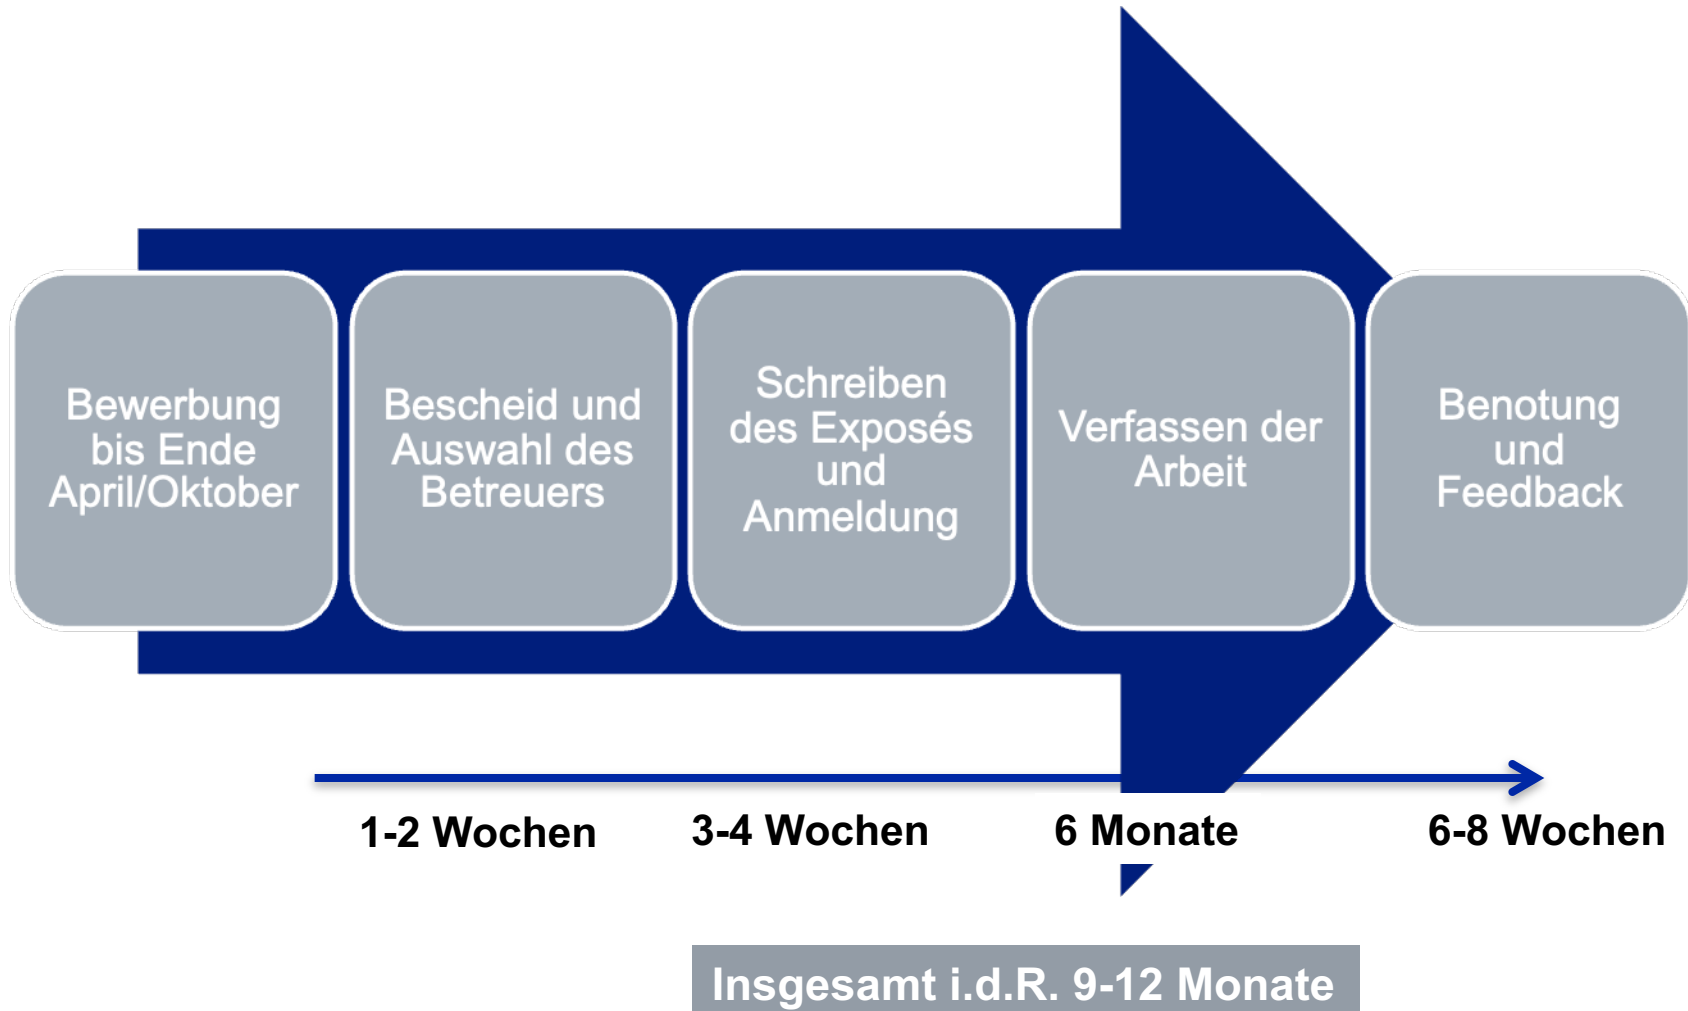 Bewerbung
bis Ende
April/Oktober
Bescheid und
Auswahl des
Betreuers
Schreiben
des Exposés
und
Anmeldung
Verfassen der
Arbeit
Benotung
und
Feedback
1-2 Wochen
3-4 Wochen
6 Monate
6-8 Wochen
Insgesamt i.d.R. 9-12 Monate